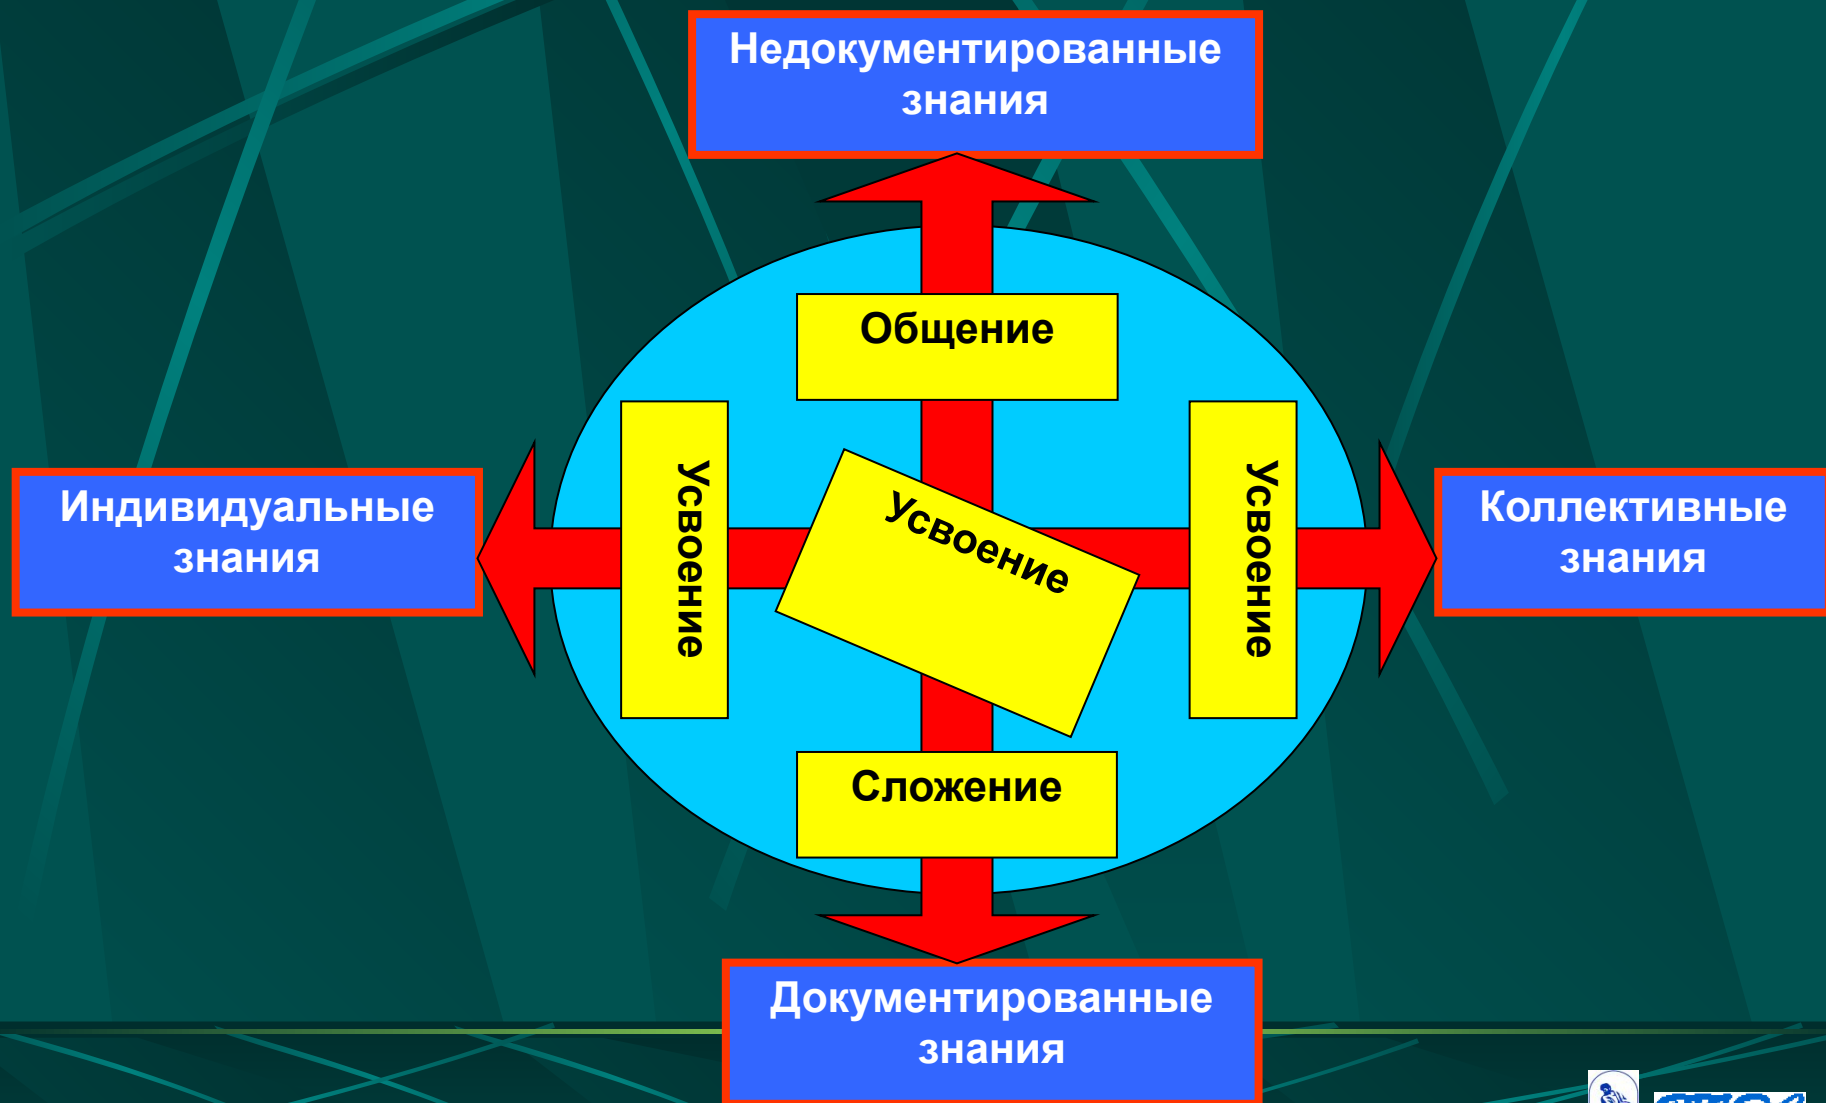 Недокументированные
знания
Общение
Индивидуальные
знания
Усвоение
Усвоение
Усвоение
Коллективные
знания
Сложение
Документированные
знания